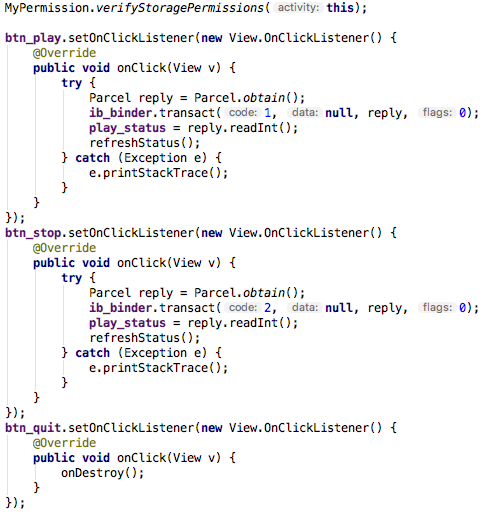 MyPermission.verifyStoragePermissions( activity: this);

btn_play.setOnClickListener(new View.OnClickListener() {
    @Override
    public void onClick(View v) {
        try {
            Parcel reply = Parcel.obtain();
            ib_binder.transact( code: 1, data: null, reply, flags: 0);
            play_status = reply.readInt();
            refreshStatus();
        } catch (Exception e) {
            e.printStackTrace();
        }
    }
});
btn_stop.setOnClickListener(new View.OnClickListener() {
    @Override
    public void onClick(View v) {
        try {
            Parcel reply = Parcel.obtain();
            ib_binder.transact( code: 2, data: null, reply, flags: 0);
            play_status = reply.readInt();
            refreshStatus();
        } catch (Exception e) {
            e.printStackTrace();
        }
    }
});
btn_quit.setOnClickListener(new View.OnClickListener() {
    @Override
    public void onClick(View v) {
        onDestroy();
    }
});